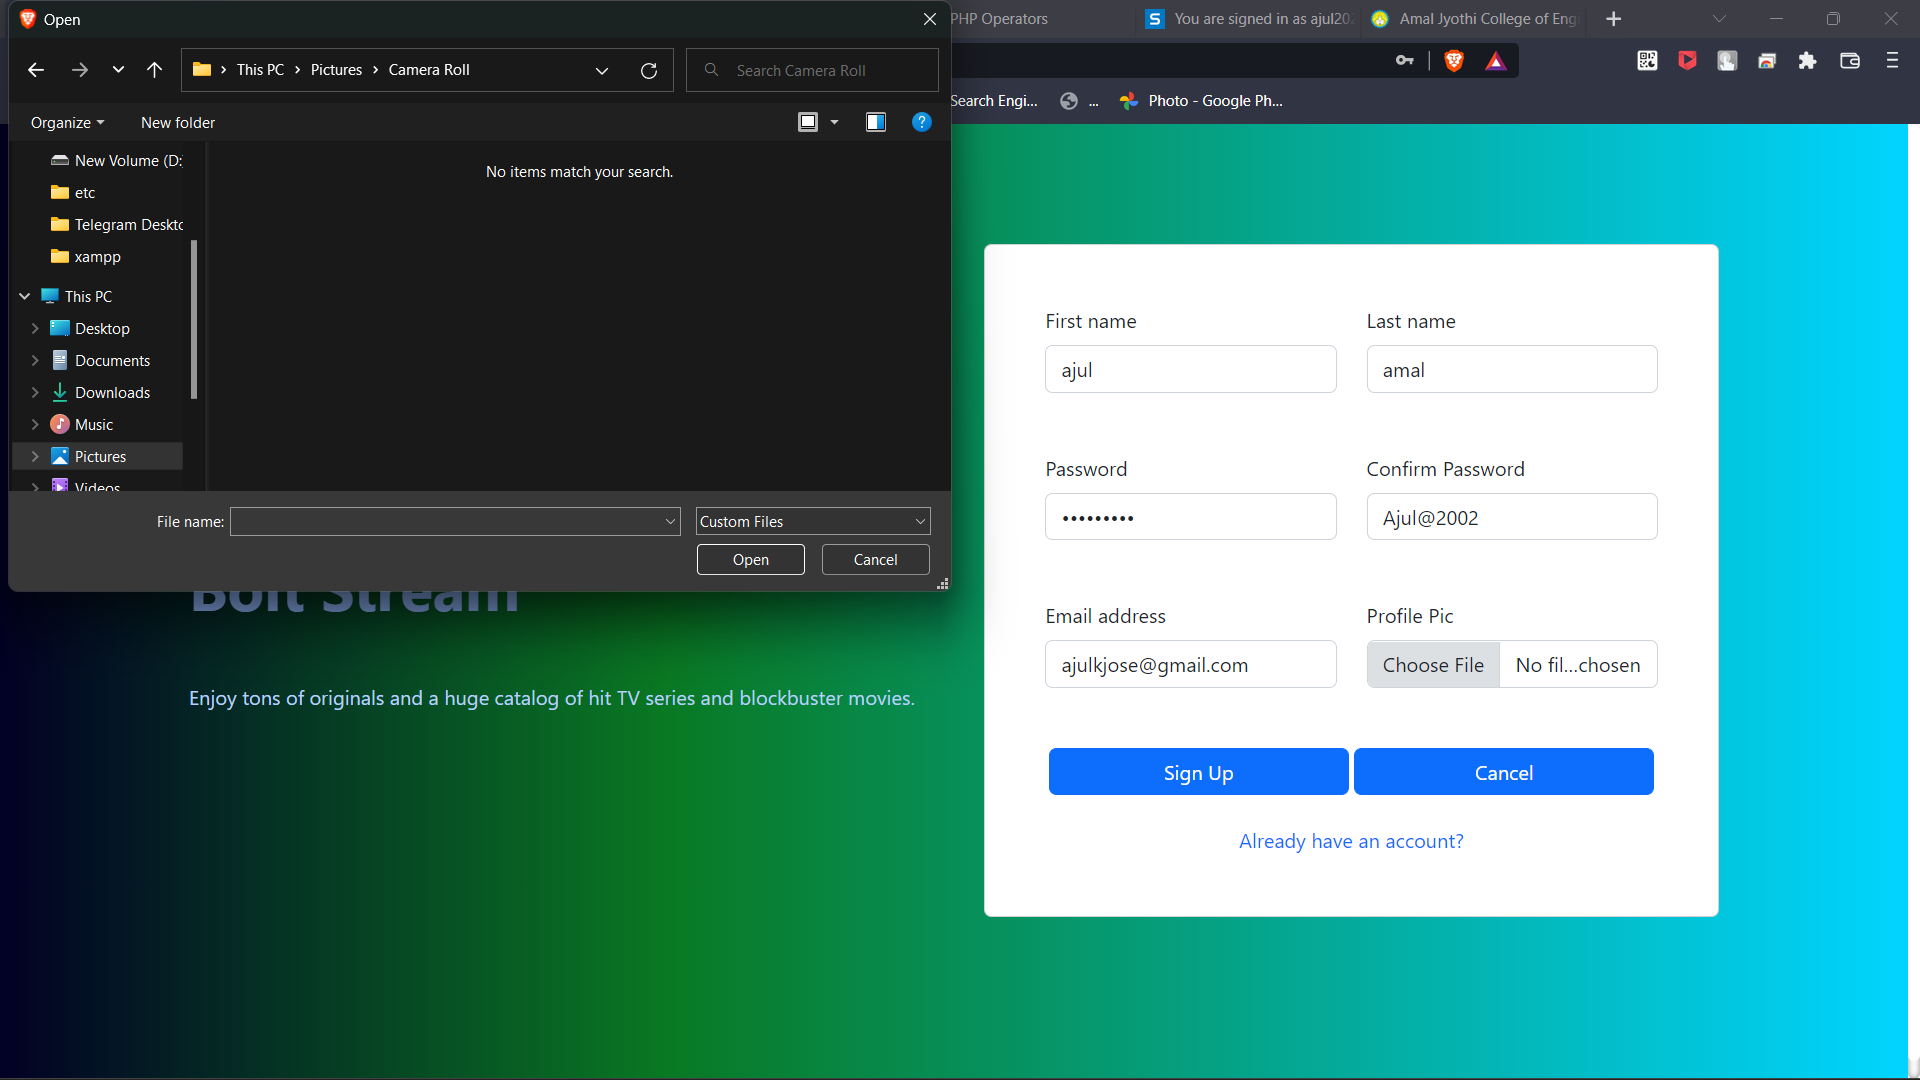 Open
PHP Operators
You are signed in as ajul202
Amal Jyothi College of Eng
This PC > Pictures > Camera Roll
Search Camera Roll
Search Engi...
...
Photo - Google Ph...
Organize
New folder
New Volume (D:)
etc
Telegram Deskto
xampp
This PC
Desktop
Documents
Downloads
Music
Pictures
Videos
No items match your search.
File name:
Custom Files
Open
Cancel
Bolt Stream
Enjoy tons of originals and a huge catalog of hit TV series and blockbuster movies.
First name
Last name
ajul
amal
Password
Confirm Password
•••••••••
Ajul@2002
Email address
Profile Pic
ajulkjose@gmail.com
Choose File
No fil...chosen
Sign Up
Cancel
Already have an account?